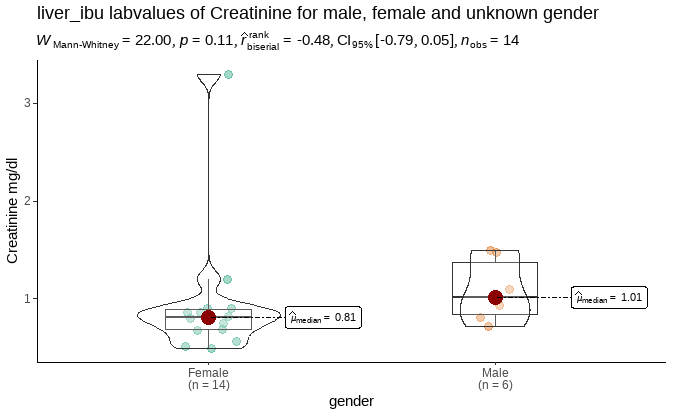 liver_ibu labvalues of Creatinine for male, female and unknown gender
W Mann-Whitney = 22.00, p = 0.11, r̂ rank biserial = -0.48, CI 95% [-0.79, 0.05], n obs = 14
Creatinine mg/dl
3
2
1
μ̂ median = 0.81
μ̂ median = 1.01
Female
(n = 14)
Male
(n = 6)
gender